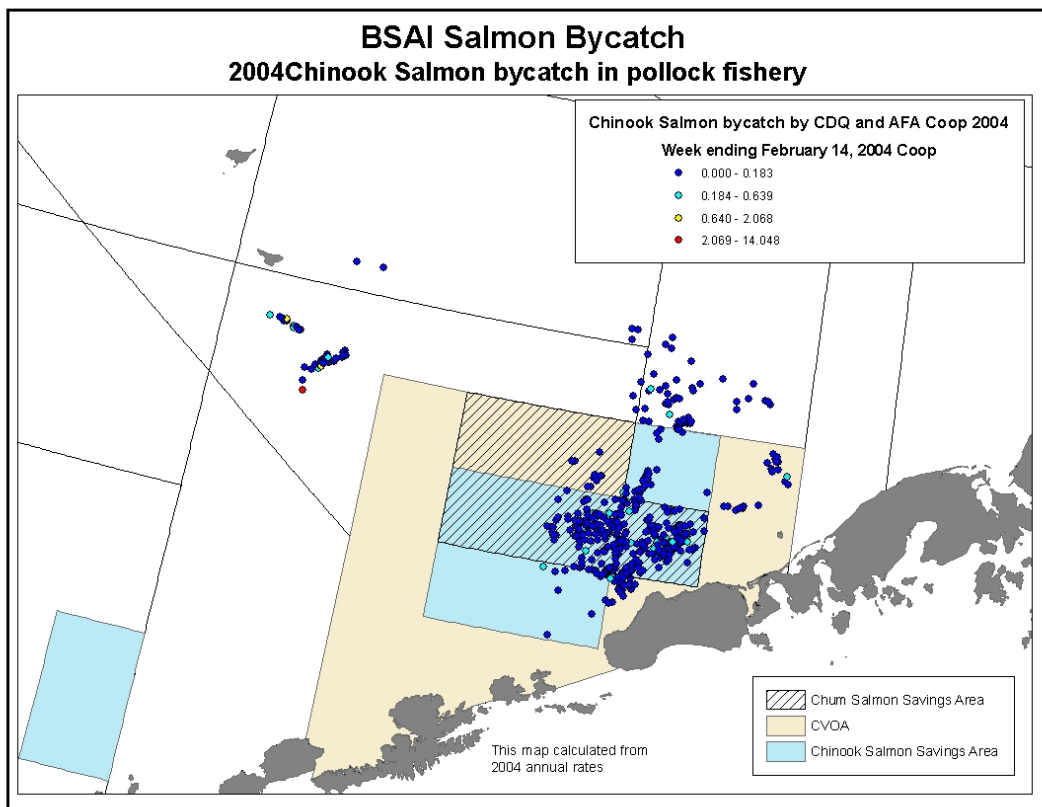 BSAI Salmon Bycatch
2004Chinook Salmon bycatch in pollock fishery
Chinook Salmon bycatch by CDQ and AFA Coop 2004
Week ending February 14, 2004 Coop
0.000 - 0.183
0.184 - 0.639
0.640 - 2.068
2.069 - 14.048
Chum Salmon Savings Area
CVOA
Chinook Salmon Savings Area
This map calculated from
2004 annual rates